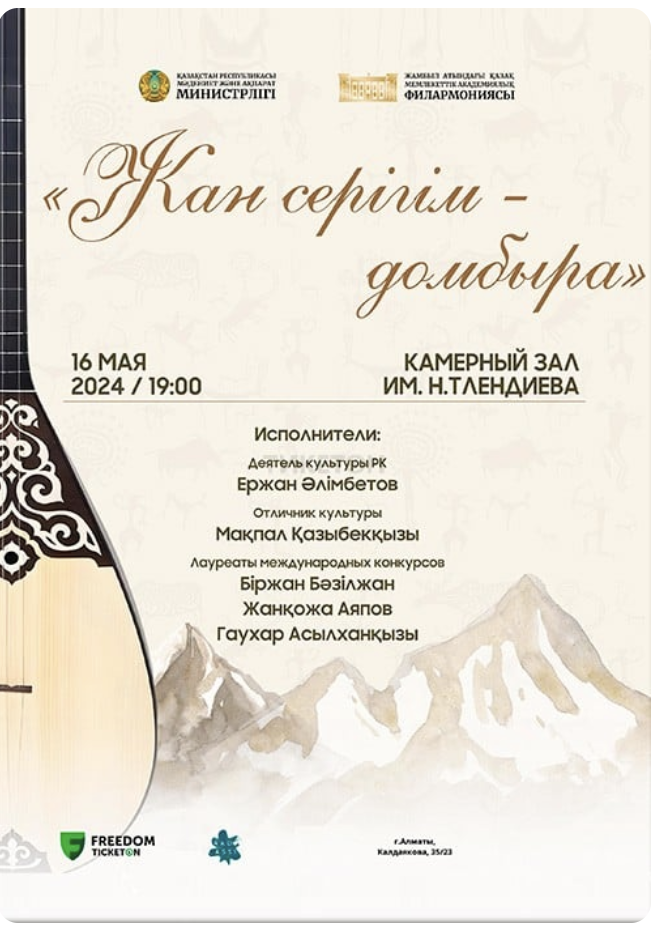 ҚАЗАҚСТАН РЕСПУБЛИКАСЫ
МӘДЕНИЕТ ЖӘНЕ АҚПАРАТ
МИНИСТРЛІГІ
ЖАМБЫЛ АТЫНДАҒЫ ҚАЗАҚ
МЕМЛЕКЕТТІК АКАДЕМИЯЛЫҚ
ФИЛАРМОНИЯСЫ
«Жан серігім –
домбыра»
16 МАЯ
2024 / 19:00
КАМЕРНЫЙ ЗАЛ
ИМ. Н.ТЛЕНДИЕВА
Исполнители:
ТИКЕТОН
Деятель культуры РК
Ержан Әлімбетов
Отличник культуры
Мақпал Қазыбекқызы
Лауреаты международных конкурсов
Біржан Бәзілжан
Жанқожа Аяпов
Гаухар Асылханқызы
FREEDOM
TICKETON
г.Алматы,
Калдаякова, 35/23